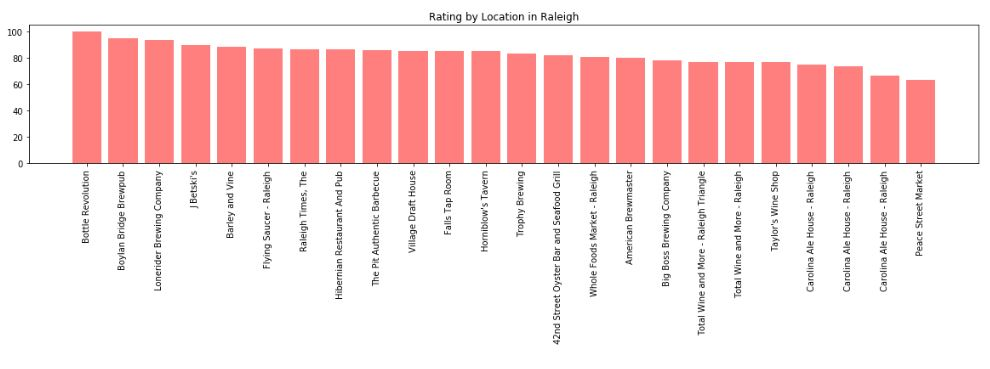 Rating by Location in Raleigh
100
80
60
40
20
0
Bottle Revolution
Boylan Bridge Brewpub
Lonerider Brewing Company
J Betski's
Barley and Vine
Flying Saucer - Raleigh
Raleigh Times, The
Hibernian Restaurant And Pub
The Pit Authentic Barbecue
Village Draft House
Falls Tap Room
Horniblow's Tavern
Trophy Brewing
42nd Street Oyster Bar and Seafood Grill
Whole Foods Market - Raleigh
American Brewmaster
Big Boss Brewing Company
Total Wine and More - Raleigh Triangle
Total Wine and More - Raleigh
Taylor's Wine Shop
Carolina Ale House - Raleigh
Carolina Ale House - Raleigh
Carolina Ale House - Raleigh
Peace Street Market